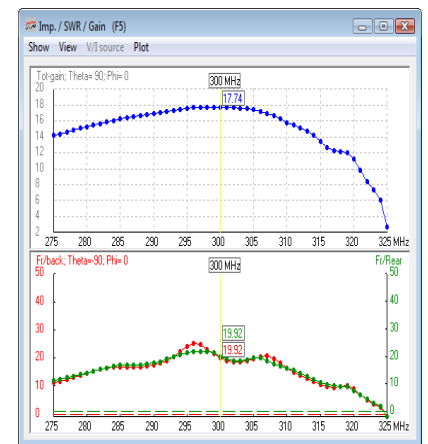 Imp. / SWR / Gain (F5)
Show View V/I source Plot
Tot-gain; Theta= 90; Phi= 0
300 MHz
17.74
20
18
16
14
12
10
8
6
4
2
275 280 285 290 295 300 305 310 315 320 325 MHz
Fr/back; Theta=-90; Phi= 0
300 MHz
Fr/Rear
50 50
40 40
30 30
19.92
20 20
19.92
10 10
0 0
275 280 285 290 295 300 305 310 315 320 325 MHz